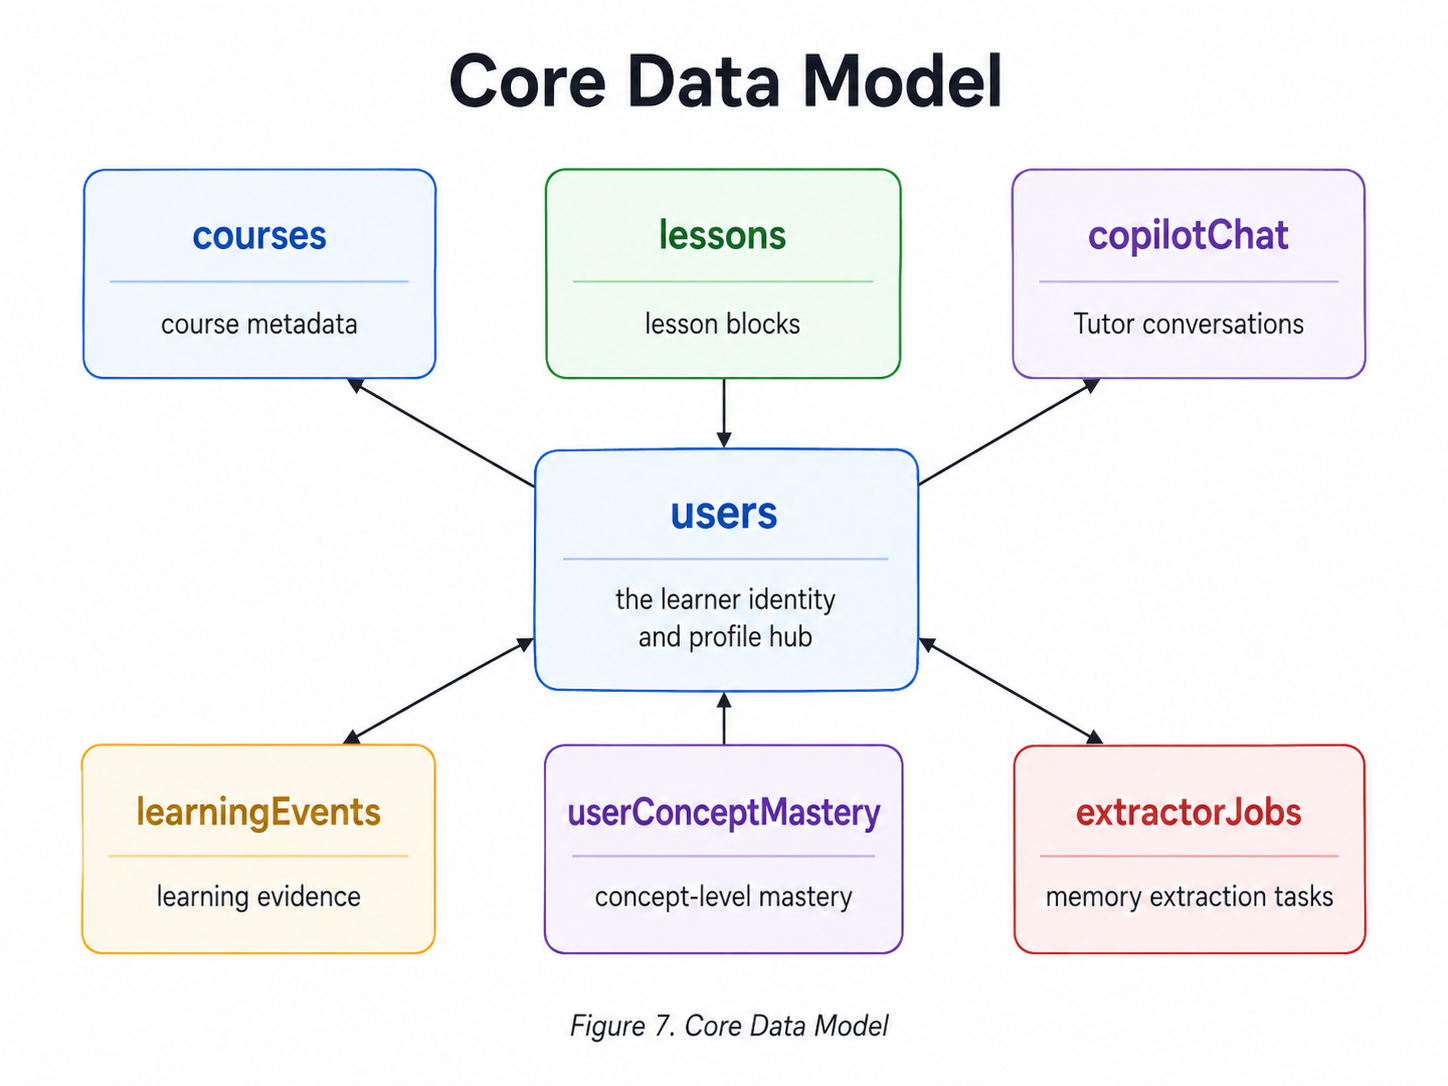 Core Data Model
courses
course metadata
lessons
lesson blocks
copilotChat
Tutor conversations
users
the learner identity
and profile hub
learningEvents
learning evidence
userConceptMastery
concept-level mastery
extractorJobs
memory extraction tasks
Figure 7. Core Data Model